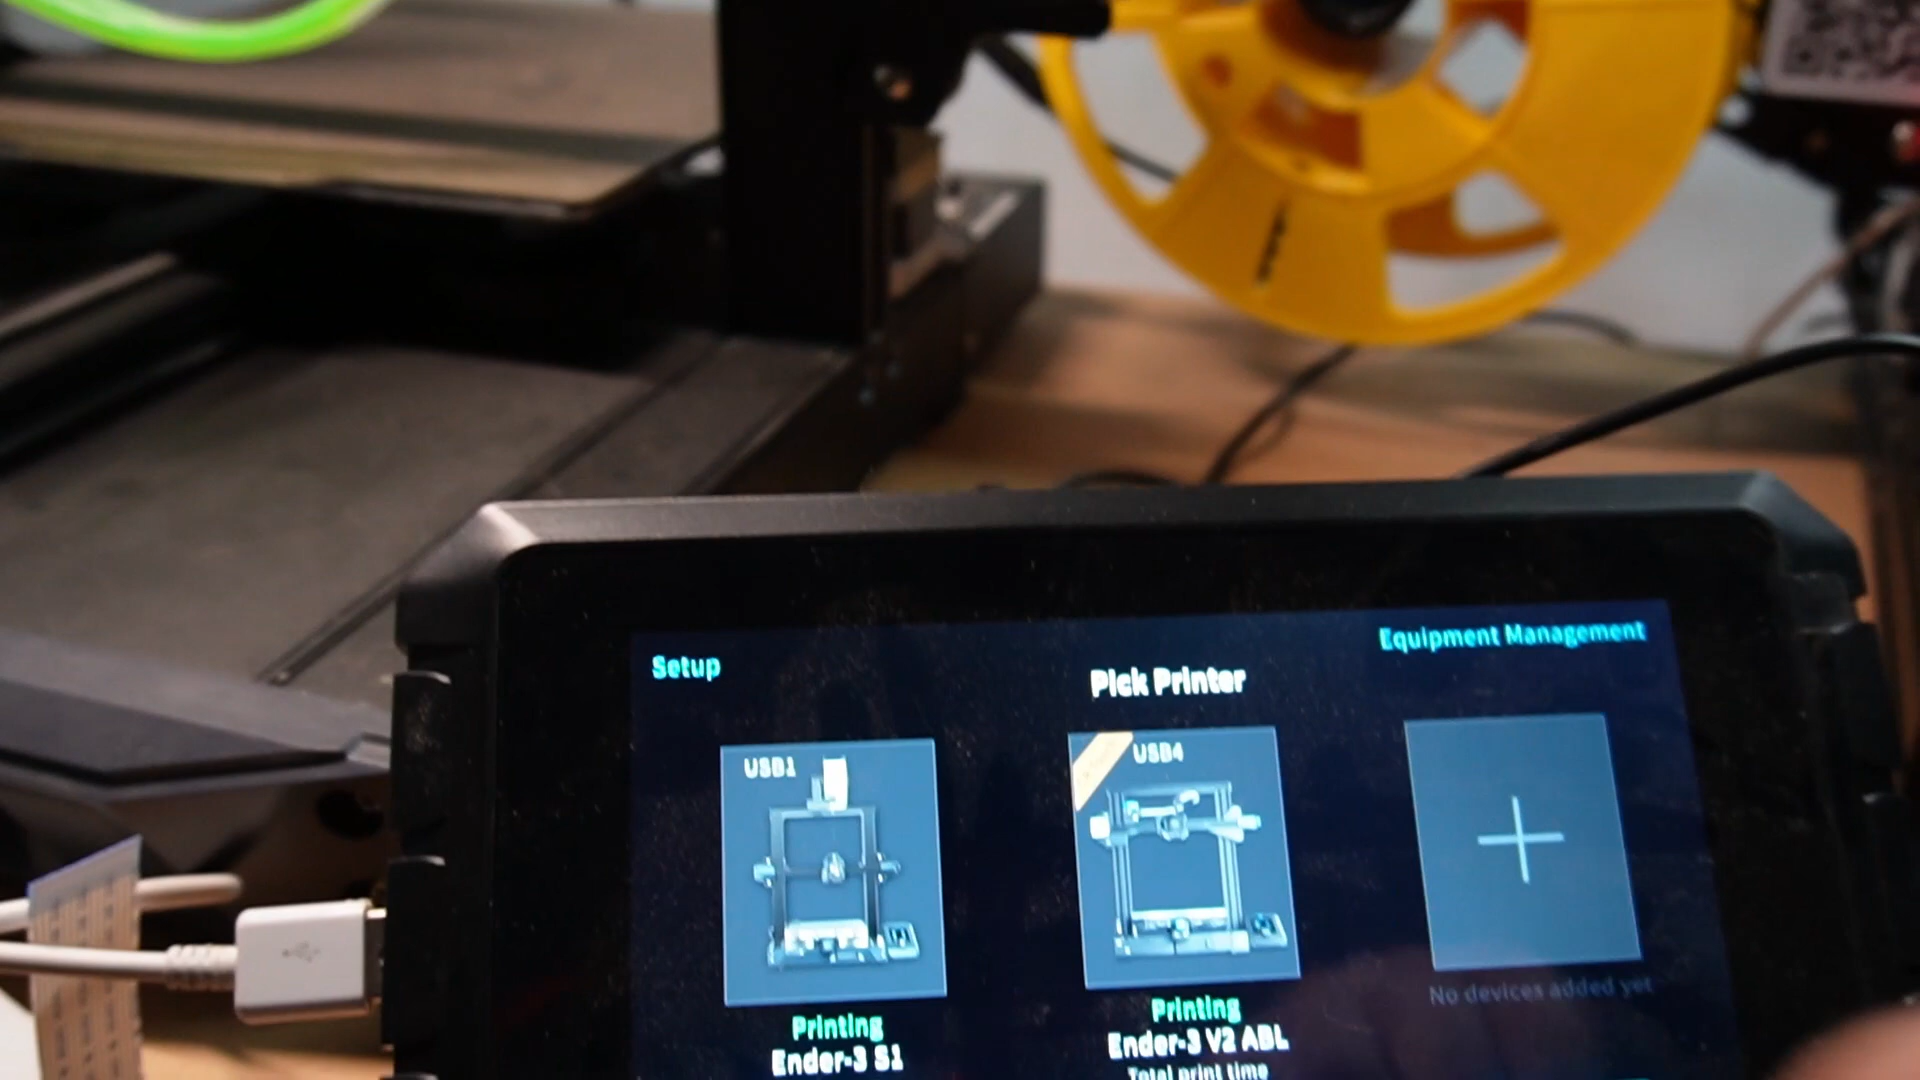 Equipment Management
Setup
Pick Printer
USB1
USB4
No devices added yet
Printing
Ender-3 S1
Printing
Ender-3 V2 ABL
Total print time